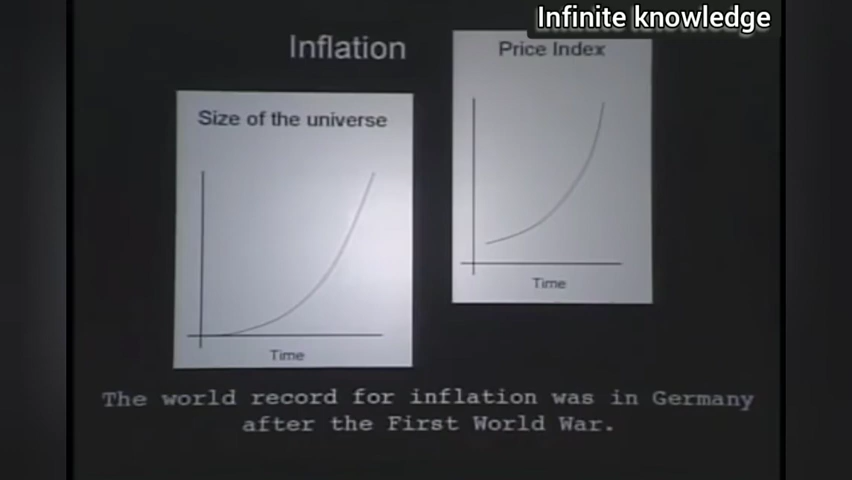 Infinite knowledge
Inflation
Price Index
Size of the universe
Time
Time
The world record for inflation was in Germany
after the First World War.